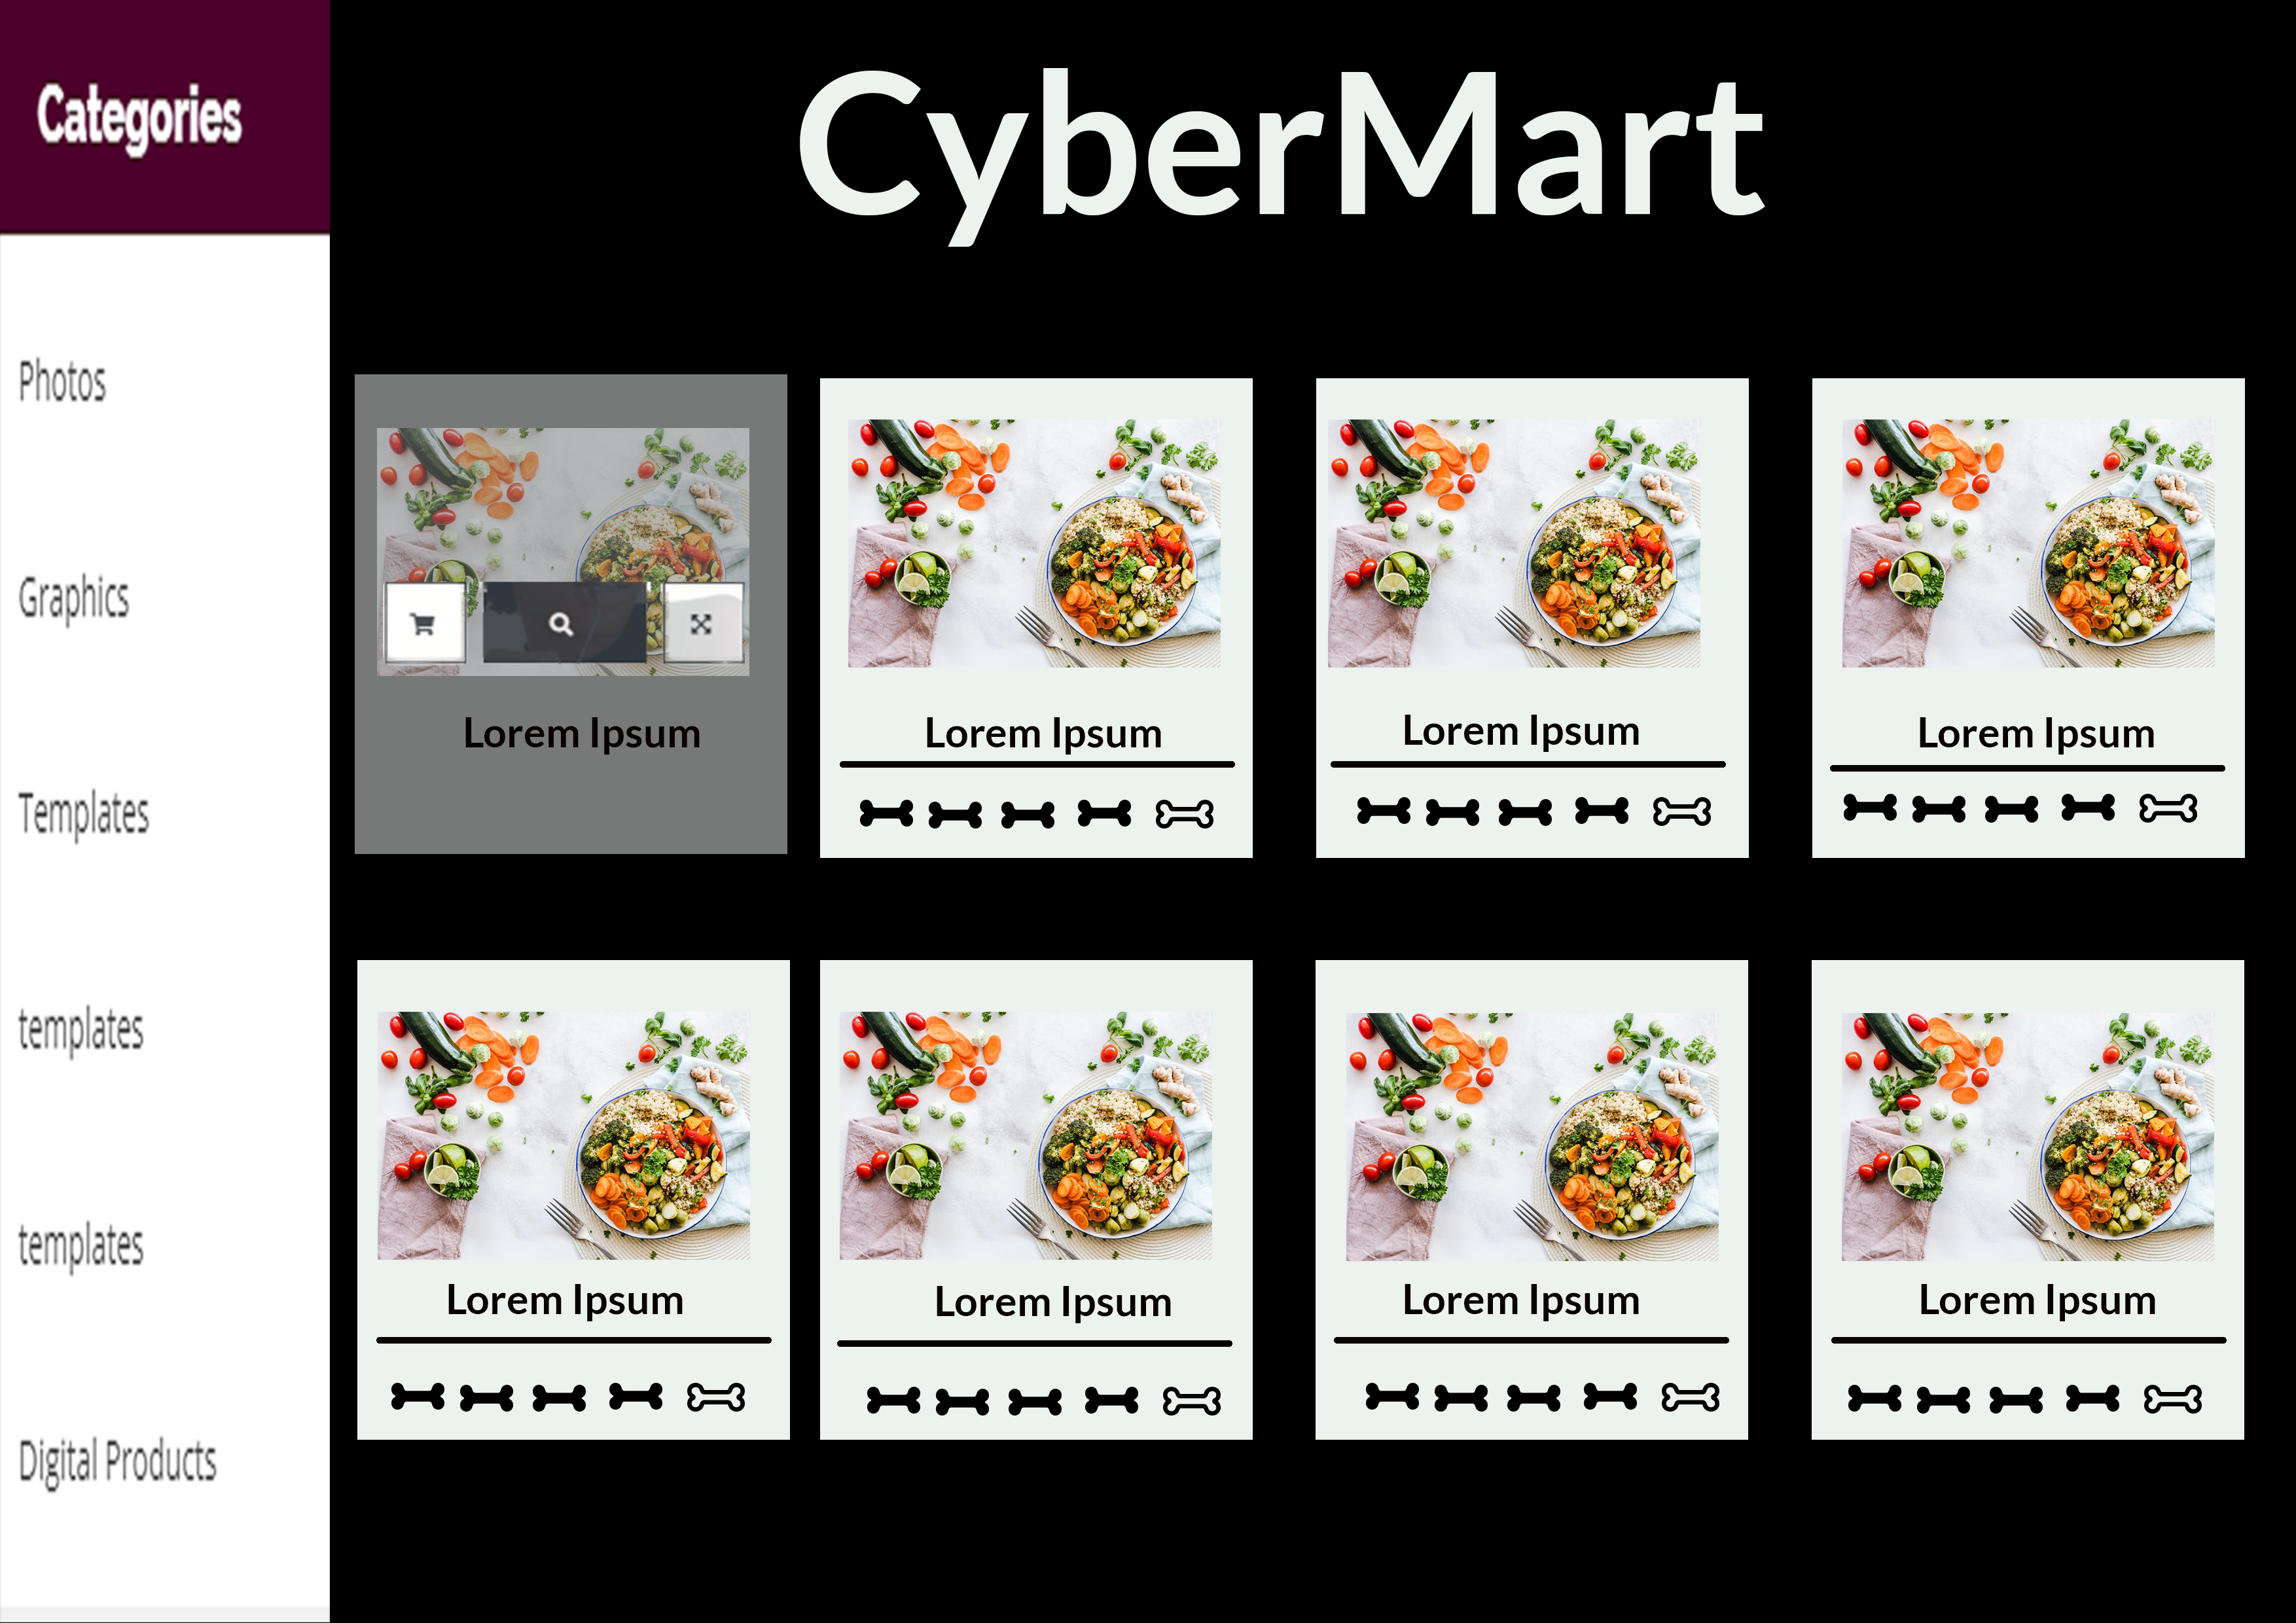 Categories
CyberMart
Photos
Graphics
Templates
templates
templates
Digital Products
Lorem Ipsum
Lorem Ipsum
Lorem Ipsum
Lorem Ipsum
Lorem Ipsum
Lorem Ipsum
Lorem Ipsum
Lorem Ipsum